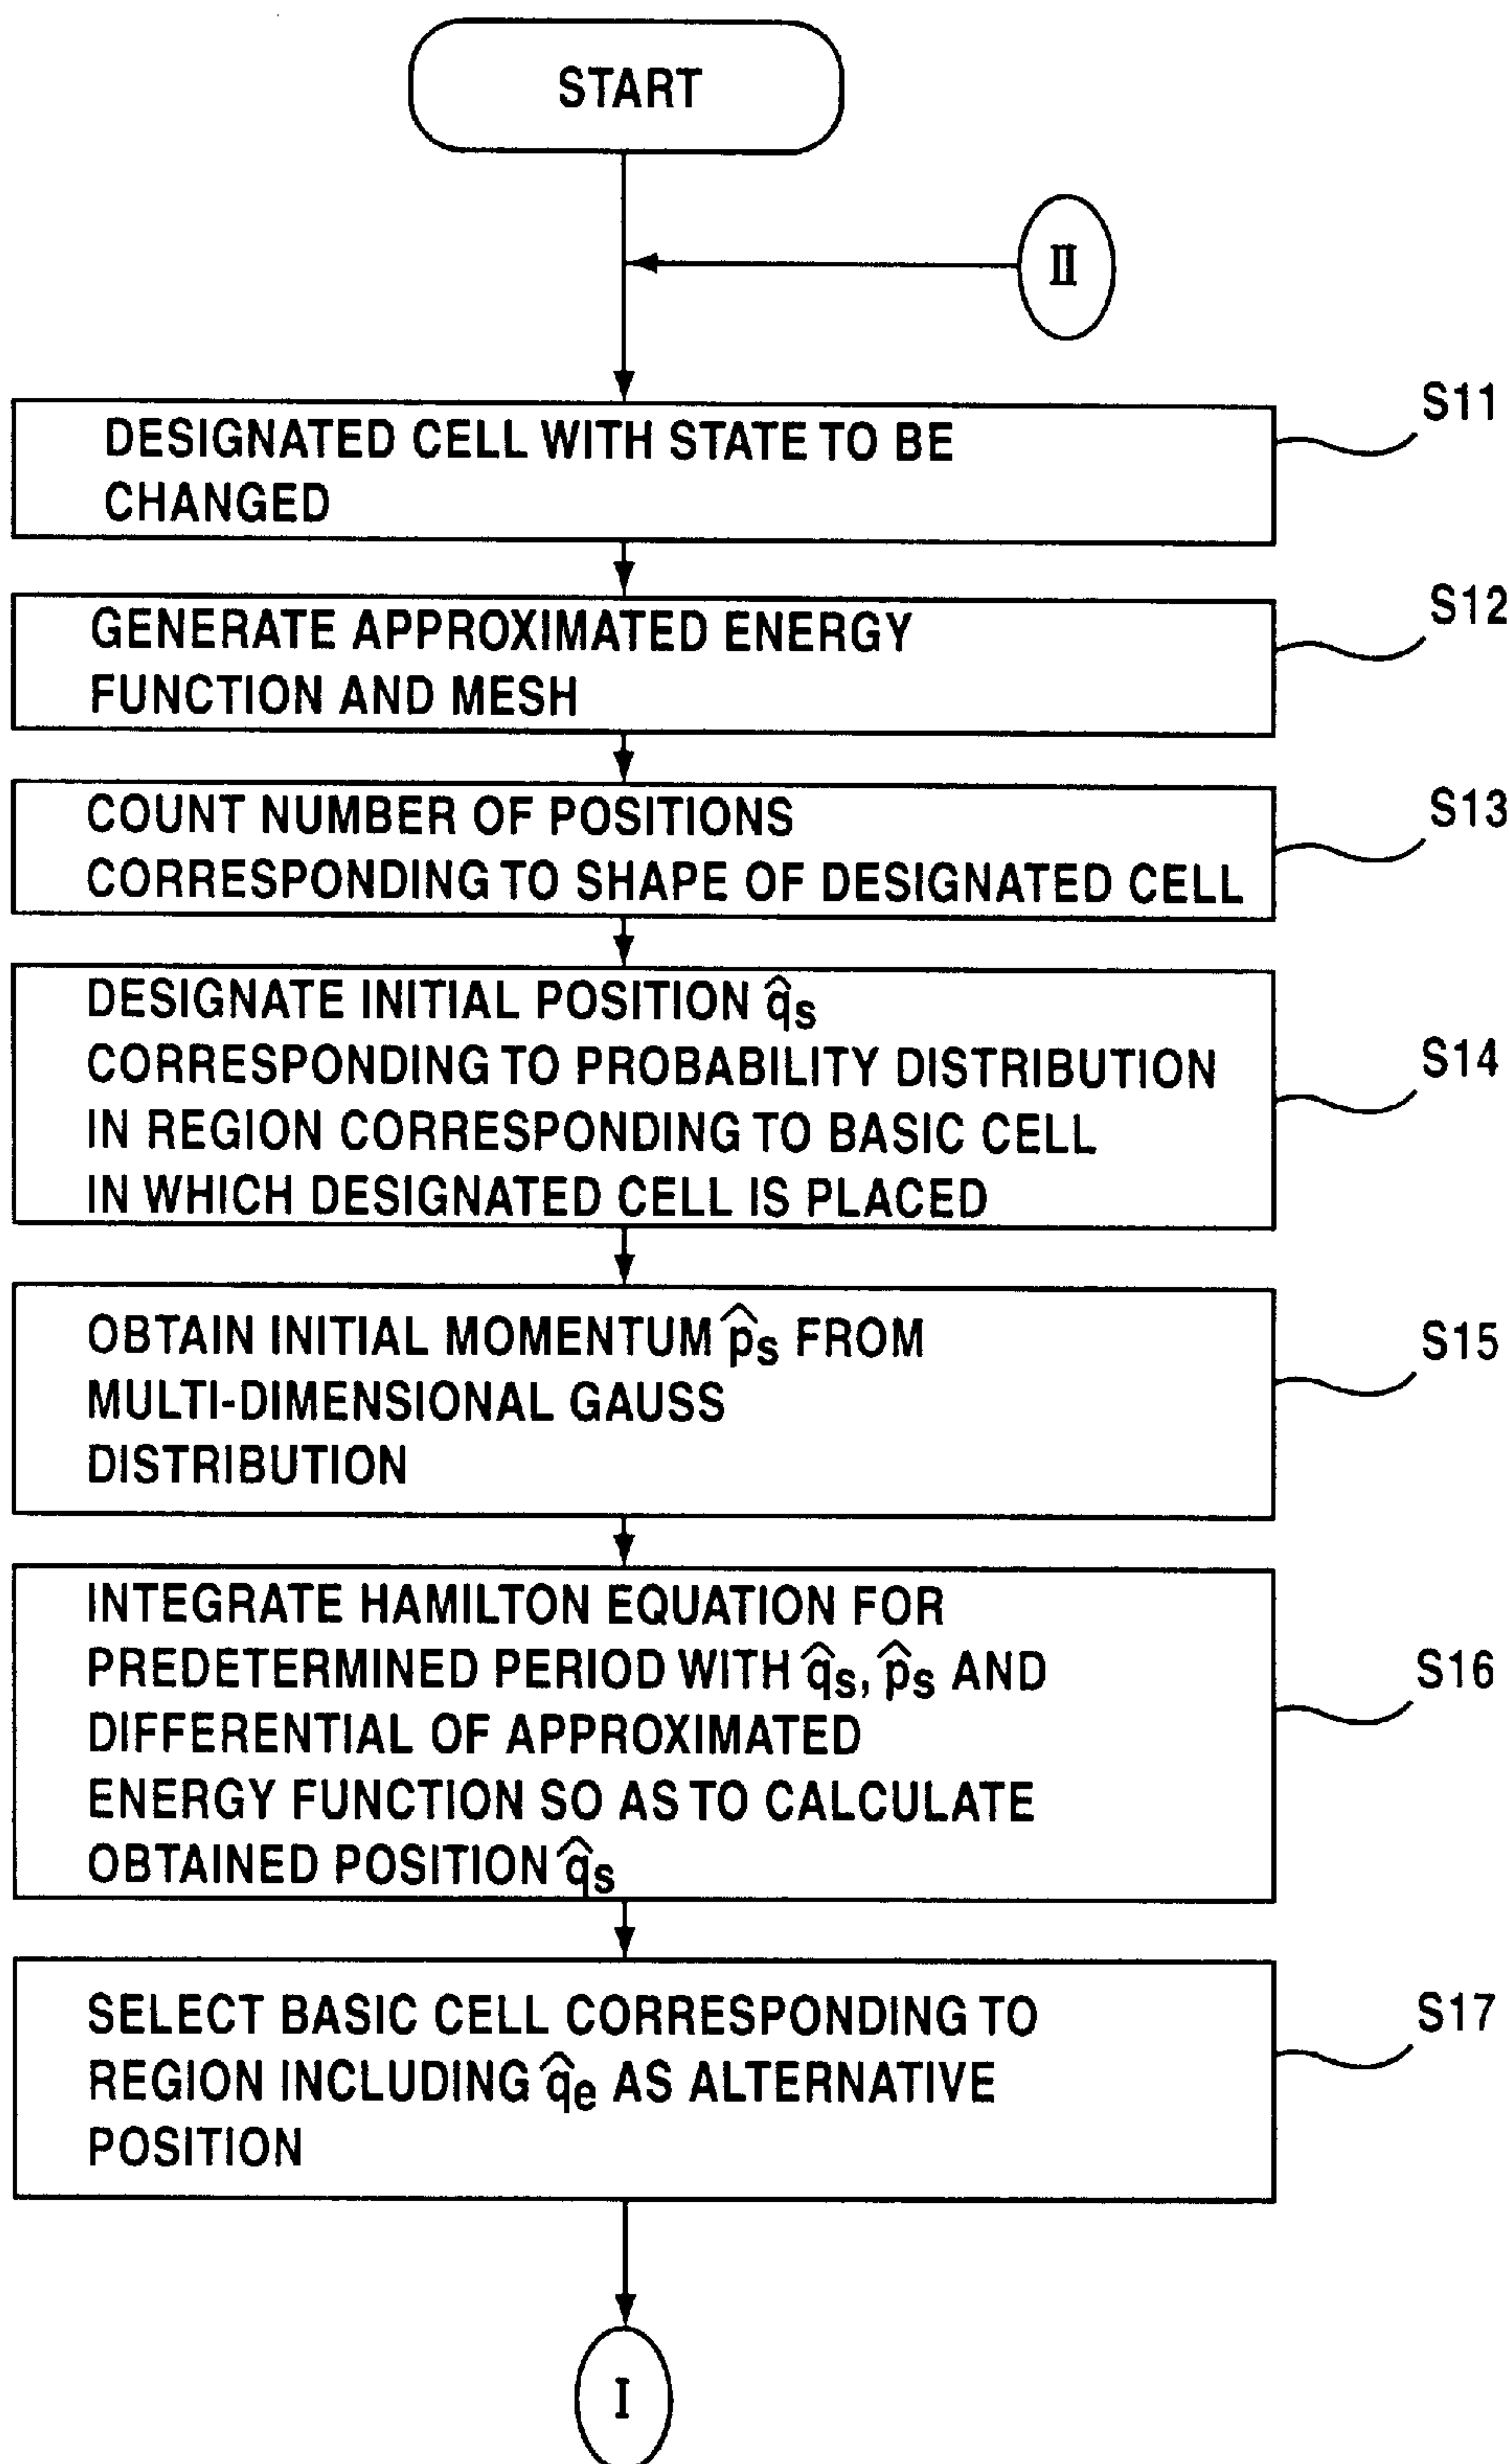 START
II
S11
DESIGNATED CELL WITH STATE TO BE
CHANGED
S12
GENERATE APPROXIMATED ENERGY
FUNCTION AND MESH
S13
COUNT NUMBER OF POSITIONS
CORRESPONDING TO SHAPE OF DESIGNATED CELL
S14
DESIGNATE INITIAL POSITION q̂s
CORRESPONDING TO PROBABILITY DISTRIBUTION
IN REGION CORRESPONDING TO BASIC CELL
IN WHICH DESIGNATED CELL IS PLACED
S15
OBTAIN INITIAL MOMENTUM p̂s FROM
MULTI-DIMENSIONAL GAUSS
DISTRIBUTION
S16
INTEGRATE HAMILTON EQUATION FOR
PREDETERMINED PERIOD WITH q̂s, p̂s AND
DIFFERENTIAL OF APPROXIMATED
ENERGY FUNCTION SO AS TO CALCULATE
OBTAINED POSITION q̂s
S17
SELECT BASIC CELL CORRESPONDING TO
REGION INCLUDING q̂e AS ALTERNATIVE
POSITION
I